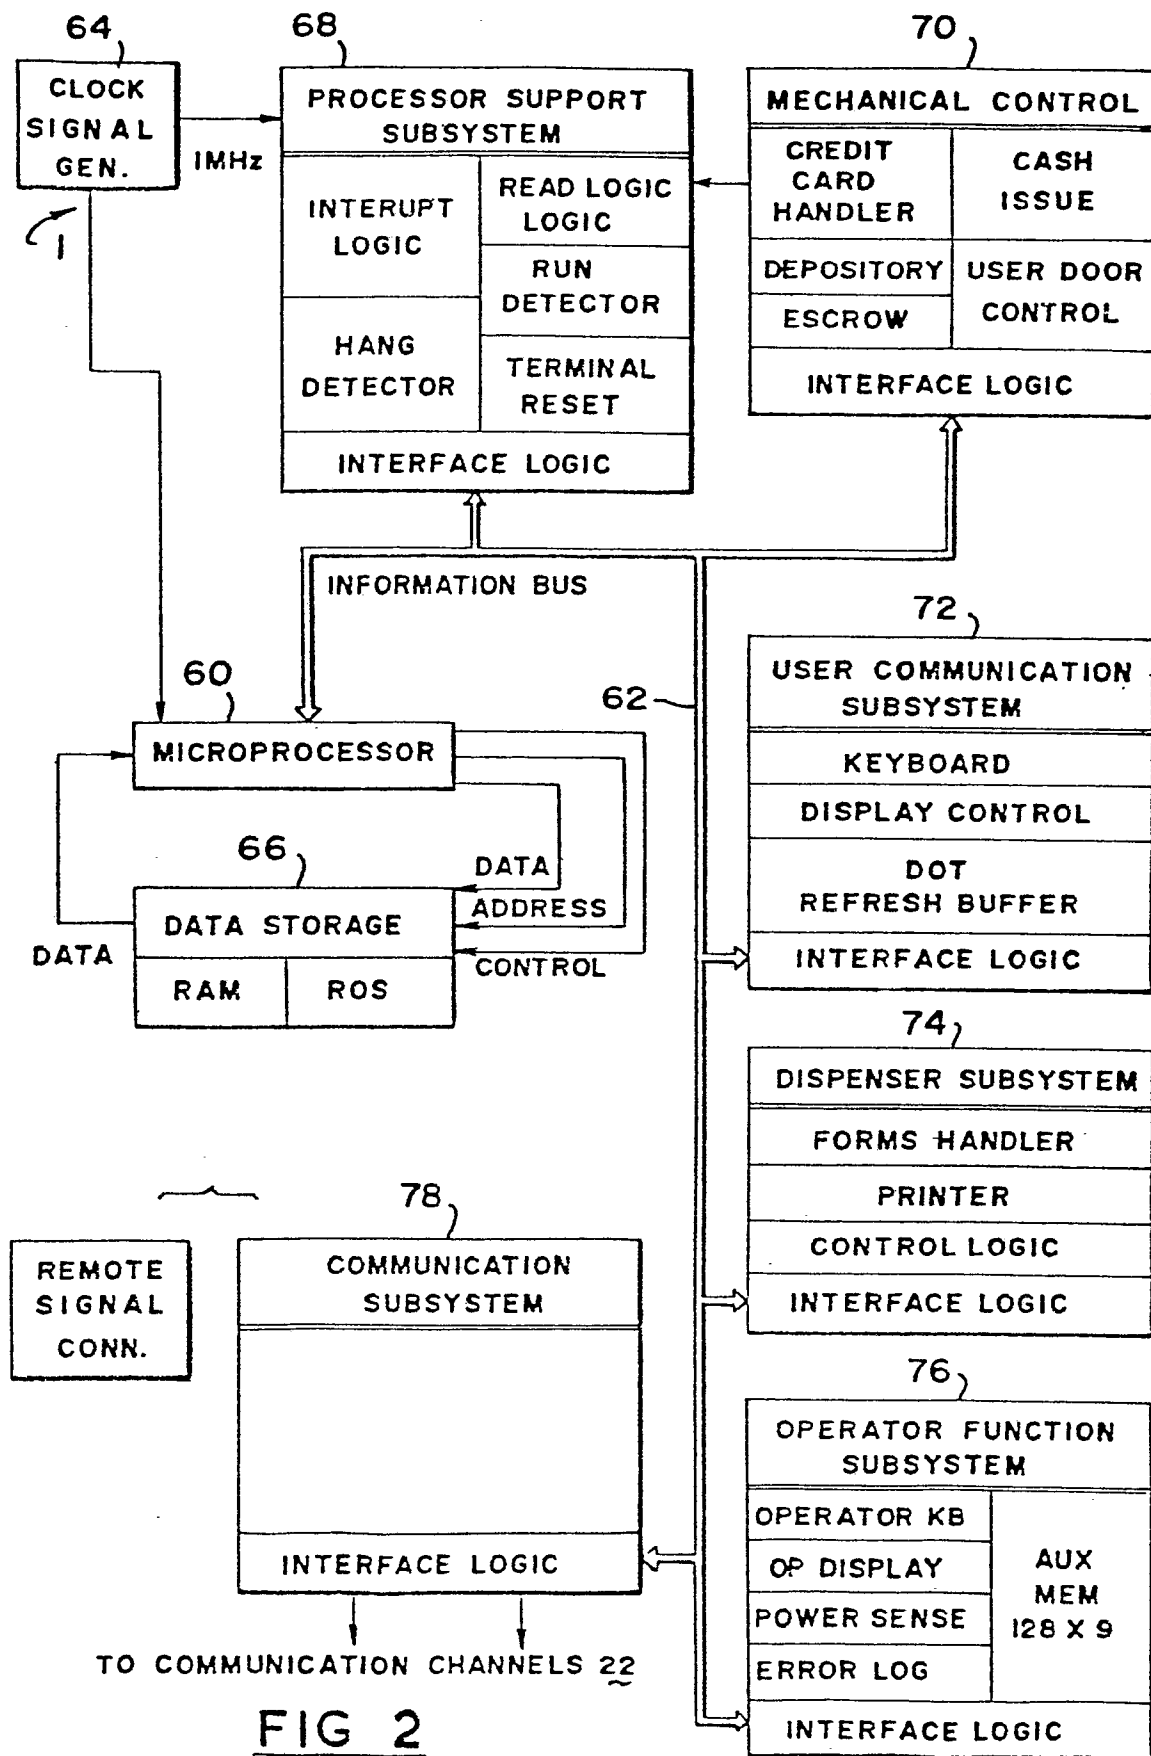 64
CLOCK
SIGNAL
GEN.
1MHz
1
68
PROCESSOR SUPPORT
SUBSYSTEM
INTERUPT
LOGIC
READ LOGIC
LOGIC
RUN
DETECTOR
HANG
DETECTOR
TERMINAL
RESET
INTERFACE LOGIC
70
MECHANICAL CONTROL
CREDIT
CARD
HANDLER
CASH
ISSUE
DEPOSITORY
ESCROW
USER DOOR
CONTROL
INTERFACE LOGIC
INFORMATION BUS
62
60
MICROPROCESSOR
66
DATA STORAGE
RAM
ROS
DATA
DATA
ADDRESS
CONTROL
72
USER COMMUNICATION
SUBSYSTEM
KEYBOARD
DISPLAY CONTROL
DOT
REFRESH BUFFER
INTERFACE LOGIC
74
DISPENSER SUBSYSTEM
FORMS HANDLER
PRINTER
CONTROL LOGIC
INTERFACE LOGIC
REMOTE
SIGNAL
CONN.
78
COMMUNICATION
SUBSYSTEM
INTERFACE LOGIC
TO COMMUNICATION CHANNELS 22
76
OPERATOR FUNCTION
SUBSYSTEM
OPERATOR KB
OP DISPLAY
POWER SENSE
ERROR LOG
AUX
MEM
128 X 9
INTERFACE LOGIC
FIG 2